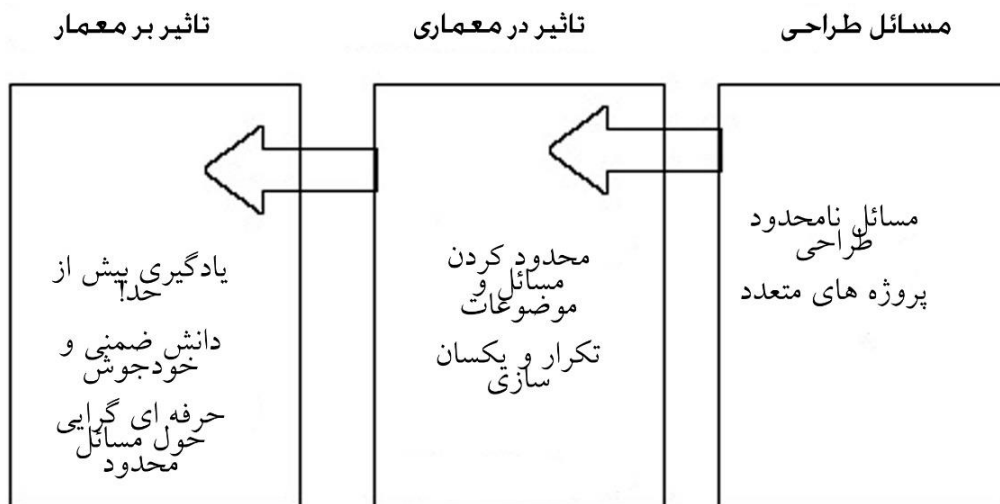 مسائل طراحی
تاثیر در معماری
تاثیر بر معمار
مسائل نامحدود
طراحی
پروژه های متعدد
محدود کردن
مسائل و
موضوعات
تکرار و یکسان
سازی
یادگیری بیش از
حد!
دانش ضمنی و
خودجوش
حرفه ای گرایی
حول مسائل
محدود